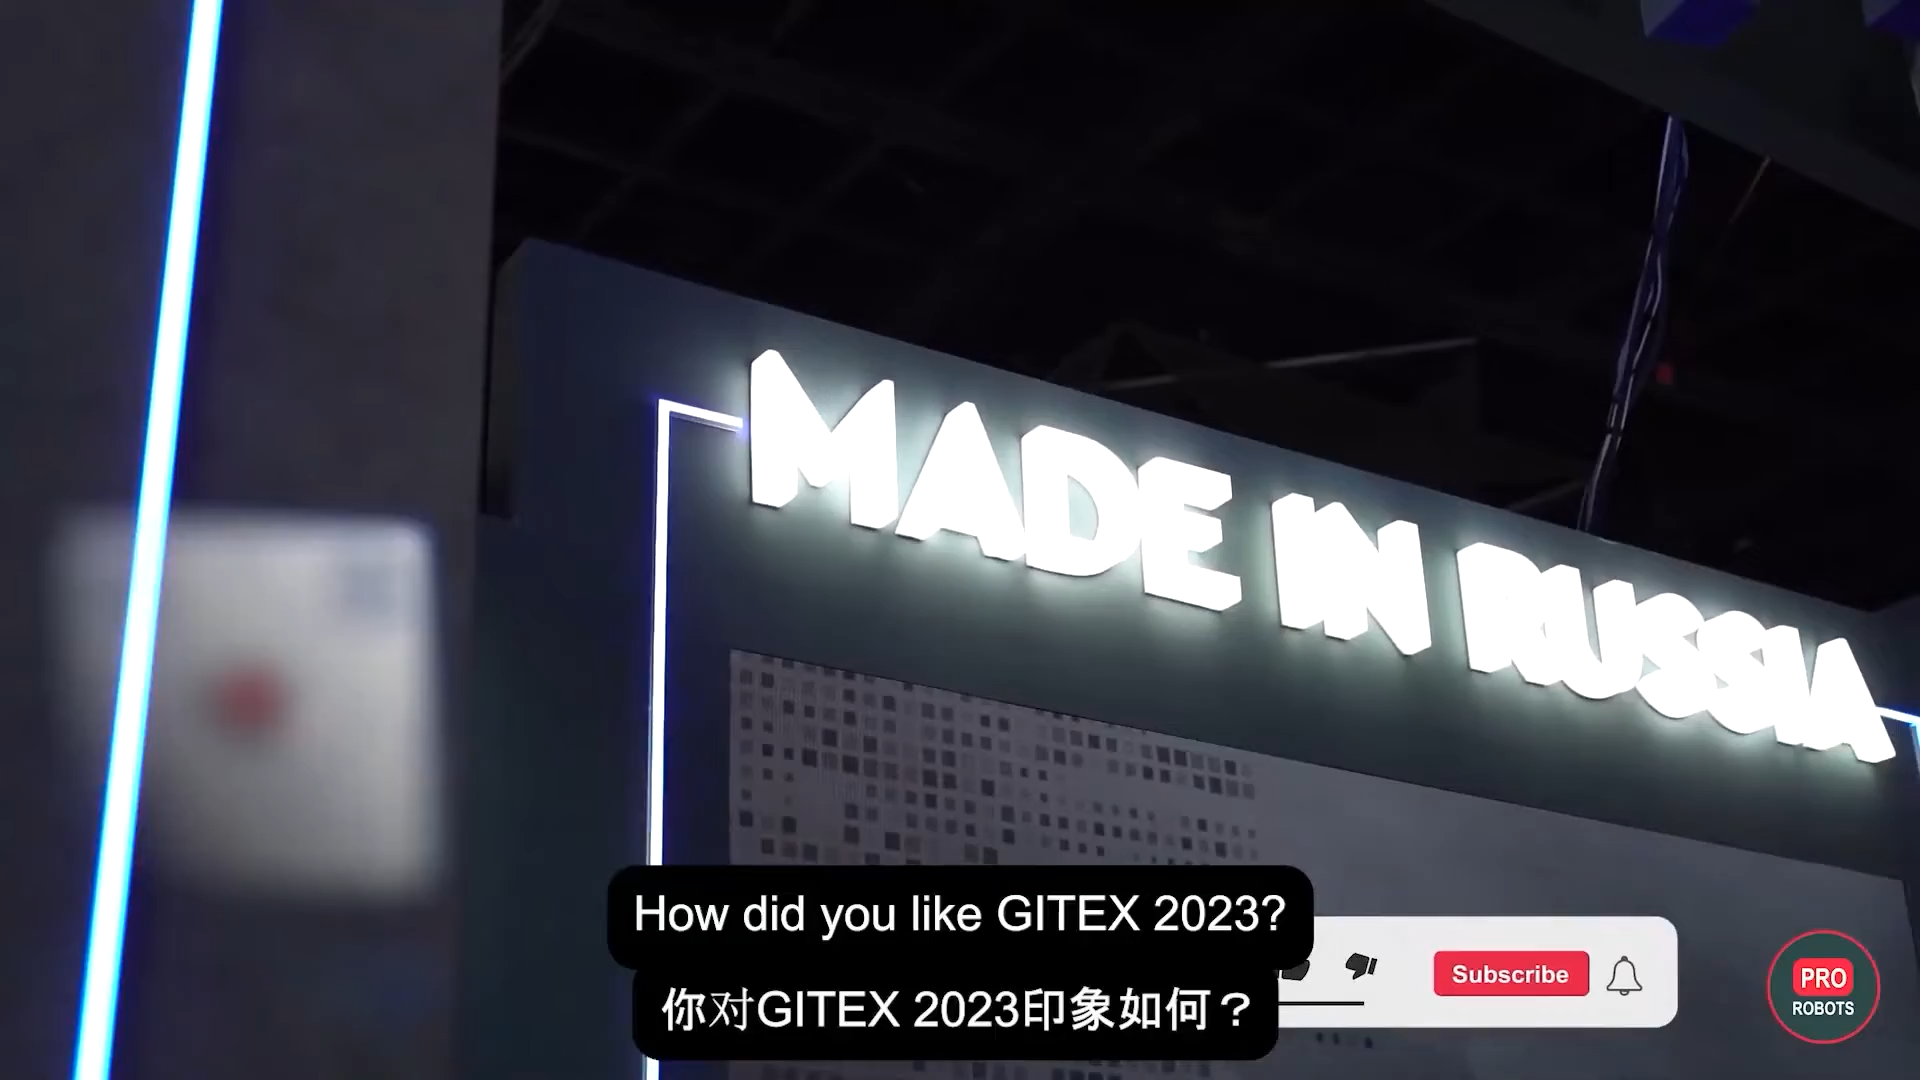 MADE IN RUSSIA
How did you like GITEX 2023?
你对GITEX 2023印象如何？
Subscribe
PRO
ROBOTS